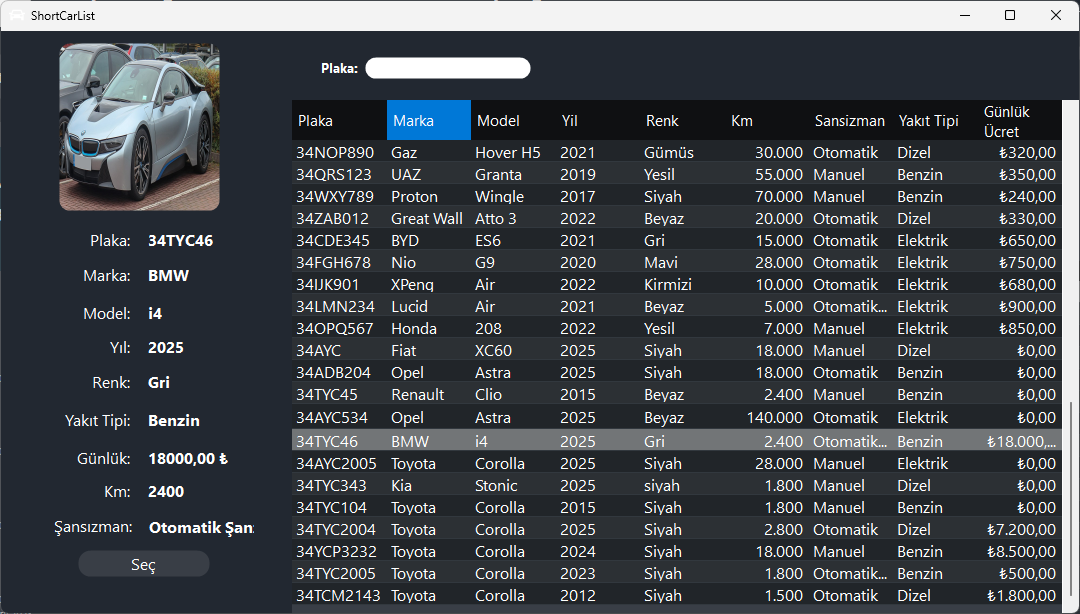 ShortCarList
Plaka:
Plaka: 34TYC46
Marka: BMW
Model: i4
Yıl: 2025
Renk: Gri
Yakıt Tipi: Benzin
Günlük: 18000,00 ₺
Km: 2400
Şansızman: Otomatik Şan:
Seç
Plaka Marka Model Yil Renk Km Sansizman Yakıt Tipi Günlük Ücret
34NOP890 Gaz Hover H5 2021 Gümüs 30.000 Otomatik Dizel ₺320,00
34QRS123 UAZ Granta 2019 Yesil 55.000 Manuel Benzin ₺350,00
34WXY789 Proton Wingle 2017 Siyah 70.000 Manuel Benzin ₺240,00
34ZAB012 Great Wall Atto 3 2022 Beyaz 20.000 Otomatik Dizel ₺330,00
34CDE345 BYD ES6 2021 Gri 15.000 Otomatik Elektrik ₺650,00
34FGH678 Nio G9 2020 Mavi 28.000 Otomatik Elektrik ₺750,00
34IJK901 XPeng Air 2022 Kirmizi 10.000 Otomatik Elektrik ₺680,00
34LMN234 Lucid Air 2021 Beyaz 5.000 Otomatik... Elektrik ₺900,00
34OPQ567 Honda 208 2022 Yesil 7.000 Manuel Elektrik ₺850,00
34AYC Fiat XC60 2025 Siyah 18.000 Manuel Dizel ₺0,00
34ADB204 Opel Astra 2025 Siyah 18.000 Otomatik Benzin ₺0,00
34TYC45 Renault Clio 2015 Beyaz 2.400 Manuel Benzin ₺0,00
34AYC534 Opel Astra 2025 Beyaz 140.000 Otomatik Elektrik ₺0,00
34TYC46 BMW i4 2025 Gri 2.400 Otomatik... Benzin ₺18.000,...
34AYC2005 Toyota Corolla 2025 Siyah 28.000 Manuel Elektrik ₺0,00
34TYC343 Kia Stonic 2025 siyah 1.800 Manuel Dizel ₺0,00
34TYC104 Toyota Corolla 2015 Siyah 1.800 Manuel Benzin ₺0,00
34TYC2004 Toyota Corolla 2025 Siyah 2.800 Otomatik Dizel ₺7.200,00
34YCP3232 Toyota Corolla 2024 Siyah 18.000 Manuel Benzin ₺8.500,00
34TYC2005 Toyota Corolla 2023 Siyah 1.800 Otomatik... Benzin ₺500,00
34TCM2143 Toyota Corolla 2012 Siyah 1.500 Otomatik Dizel ₺1.800,00